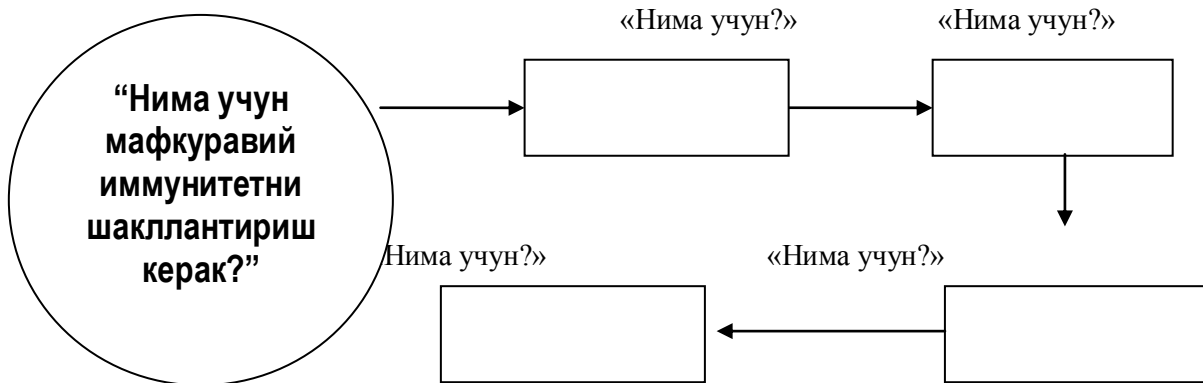 «Нима учун?» «Нима учун?»
“Нима учун
мафкуравий
иммунитетни
шакллантириш
керак?”
Нима учун?» «Нима учун?»